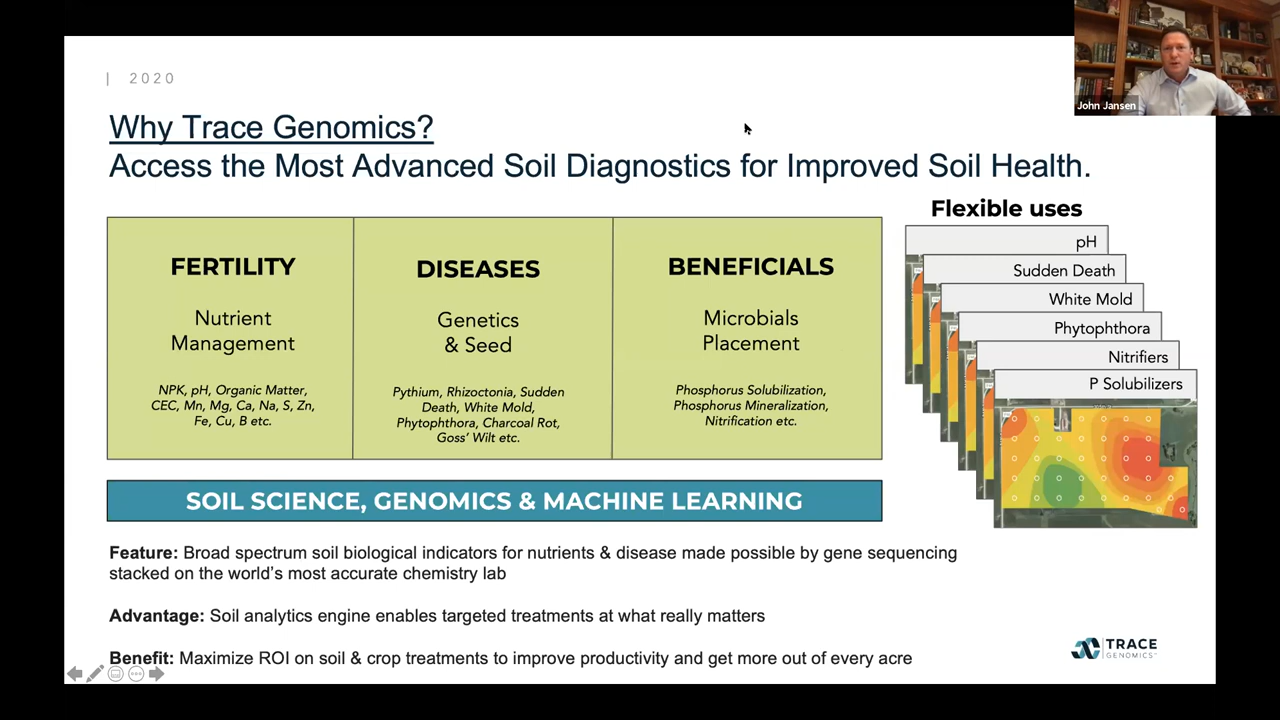 | 2020
John Jansen
Why Trace Genomics?
Access the Most Advanced Soil Diagnostics for Improved Soil Health.
FERTILITY
Nutrient
Management
NPK, pH, Organic Matter,
CEC, Mn, Mg, Ca, Na, S, Zn,
Fe, Cu, B etc.
DISEASES
Genetics
& Seed
Pythium, Rhizoctonia, Sudden
Death, White Mold,
Phytophthora, Charcoal Rot,
Goss’ Wilt etc.
BENEFICIALS
Microbials
Placement
Phosphorus Solubilization,
Phosphorus Mineralization,
Nitrification etc.
Flexible uses
pH
Sudden Death
White Mold
Phytophthora
Nitrifiers
P Solubilizers
SOIL SCIENCE, GENOMICS & MACHINE LEARNING
Feature: Broad spectrum soil biological indicators for nutrients & disease made possible by gene sequencing
stacked on the world’s most accurate chemistry lab
Advantage: Soil analytics engine enables targeted treatments at what really matters
Benefit: Maximize ROI on soil & crop treatments to improve productivity and get more out of every acre
TRACE
GENOMICS